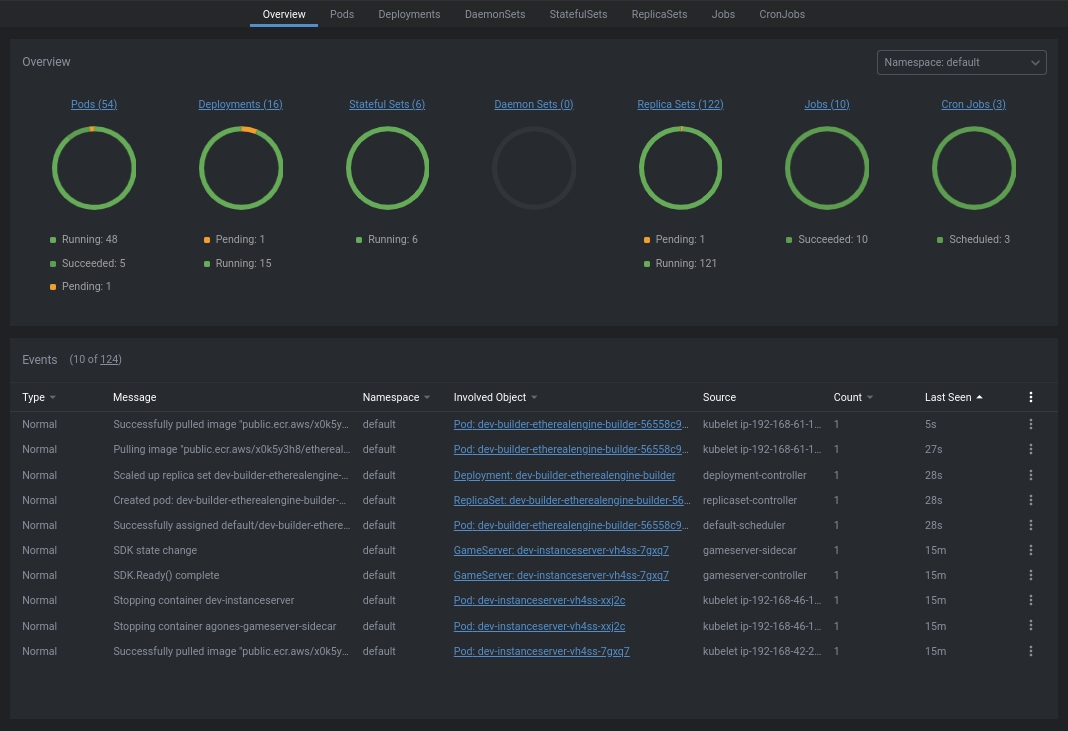 Overview Pods Deployments DaemonSets StatefulSets ReplicaSets Jobs CronJobs
Overview Namespace: default
Pods (54) Deployments (16) Stateful Sets (6) Daemon Sets (0) Replica Sets (122) Jobs (10) Cron Jobs (3)
Running: 48 Pending: 1 Running: 6 Pending: 1 Succeeded: 10 Scheduled: 3
Succeeded: 5 Running: 15 Running: 121
Pending: 1
Events (10 of 124)
Type Message Namespace Involved Object Source Count Last Seen
Normal Successfully pulled image "public.ecr.aws/x0k5y... default Pod: dev-builder-etherealengine-builder-56558c9... kubelet ip-192-168-61-1... 1 5s
Normal Pulling image "public.ecr.aws/x0k5y3h8/ethereal... default Pod: dev-builder-etherealengine-builder-56558c9... kubelet ip-192-168-61-1... 1 27s
Normal Scaled up replica set dev-builder-etherealengine-... default Deployment: dev-builder-etherealengine-builder deployment-controller 1 28s
Normal Created pod: dev-builder-etherealengine-builder-... default ReplicaSet: dev-builder-etherealengine-builder-56... replicaset-controller 1 28s
Normal Successfully assigned default/dev-builder-ethere... default Pod: dev-builder-etherealengine-builder-56558c9... default-scheduler 1 28s
Normal SDK state change default GameServer: dev-instanceserver-vh4ss-7gxq7 gameserver-sidecar 1 15m
Normal SDK.Ready() complete default GameServer: dev-instanceserver-vh4ss-7gxq7 gameserver-controller 1 15m
Normal Stopping container dev-instanceserver default Pod: dev-instanceserver-vh4ss-xxj2c kubelet ip-192-168-46-1... 1 15m
Normal Stopping container agones-gameserver-sidecar default Pod: dev-instanceserver-vh4ss-xxj2c kubelet ip-192-168-46-1... 1 15m
Normal Successfully pulled image "public.ecr.aws/x0k5y... default Pod: dev-instanceserver-vh4ss-7gxq7 kubelet ip-192-168-42-2... 1 15m